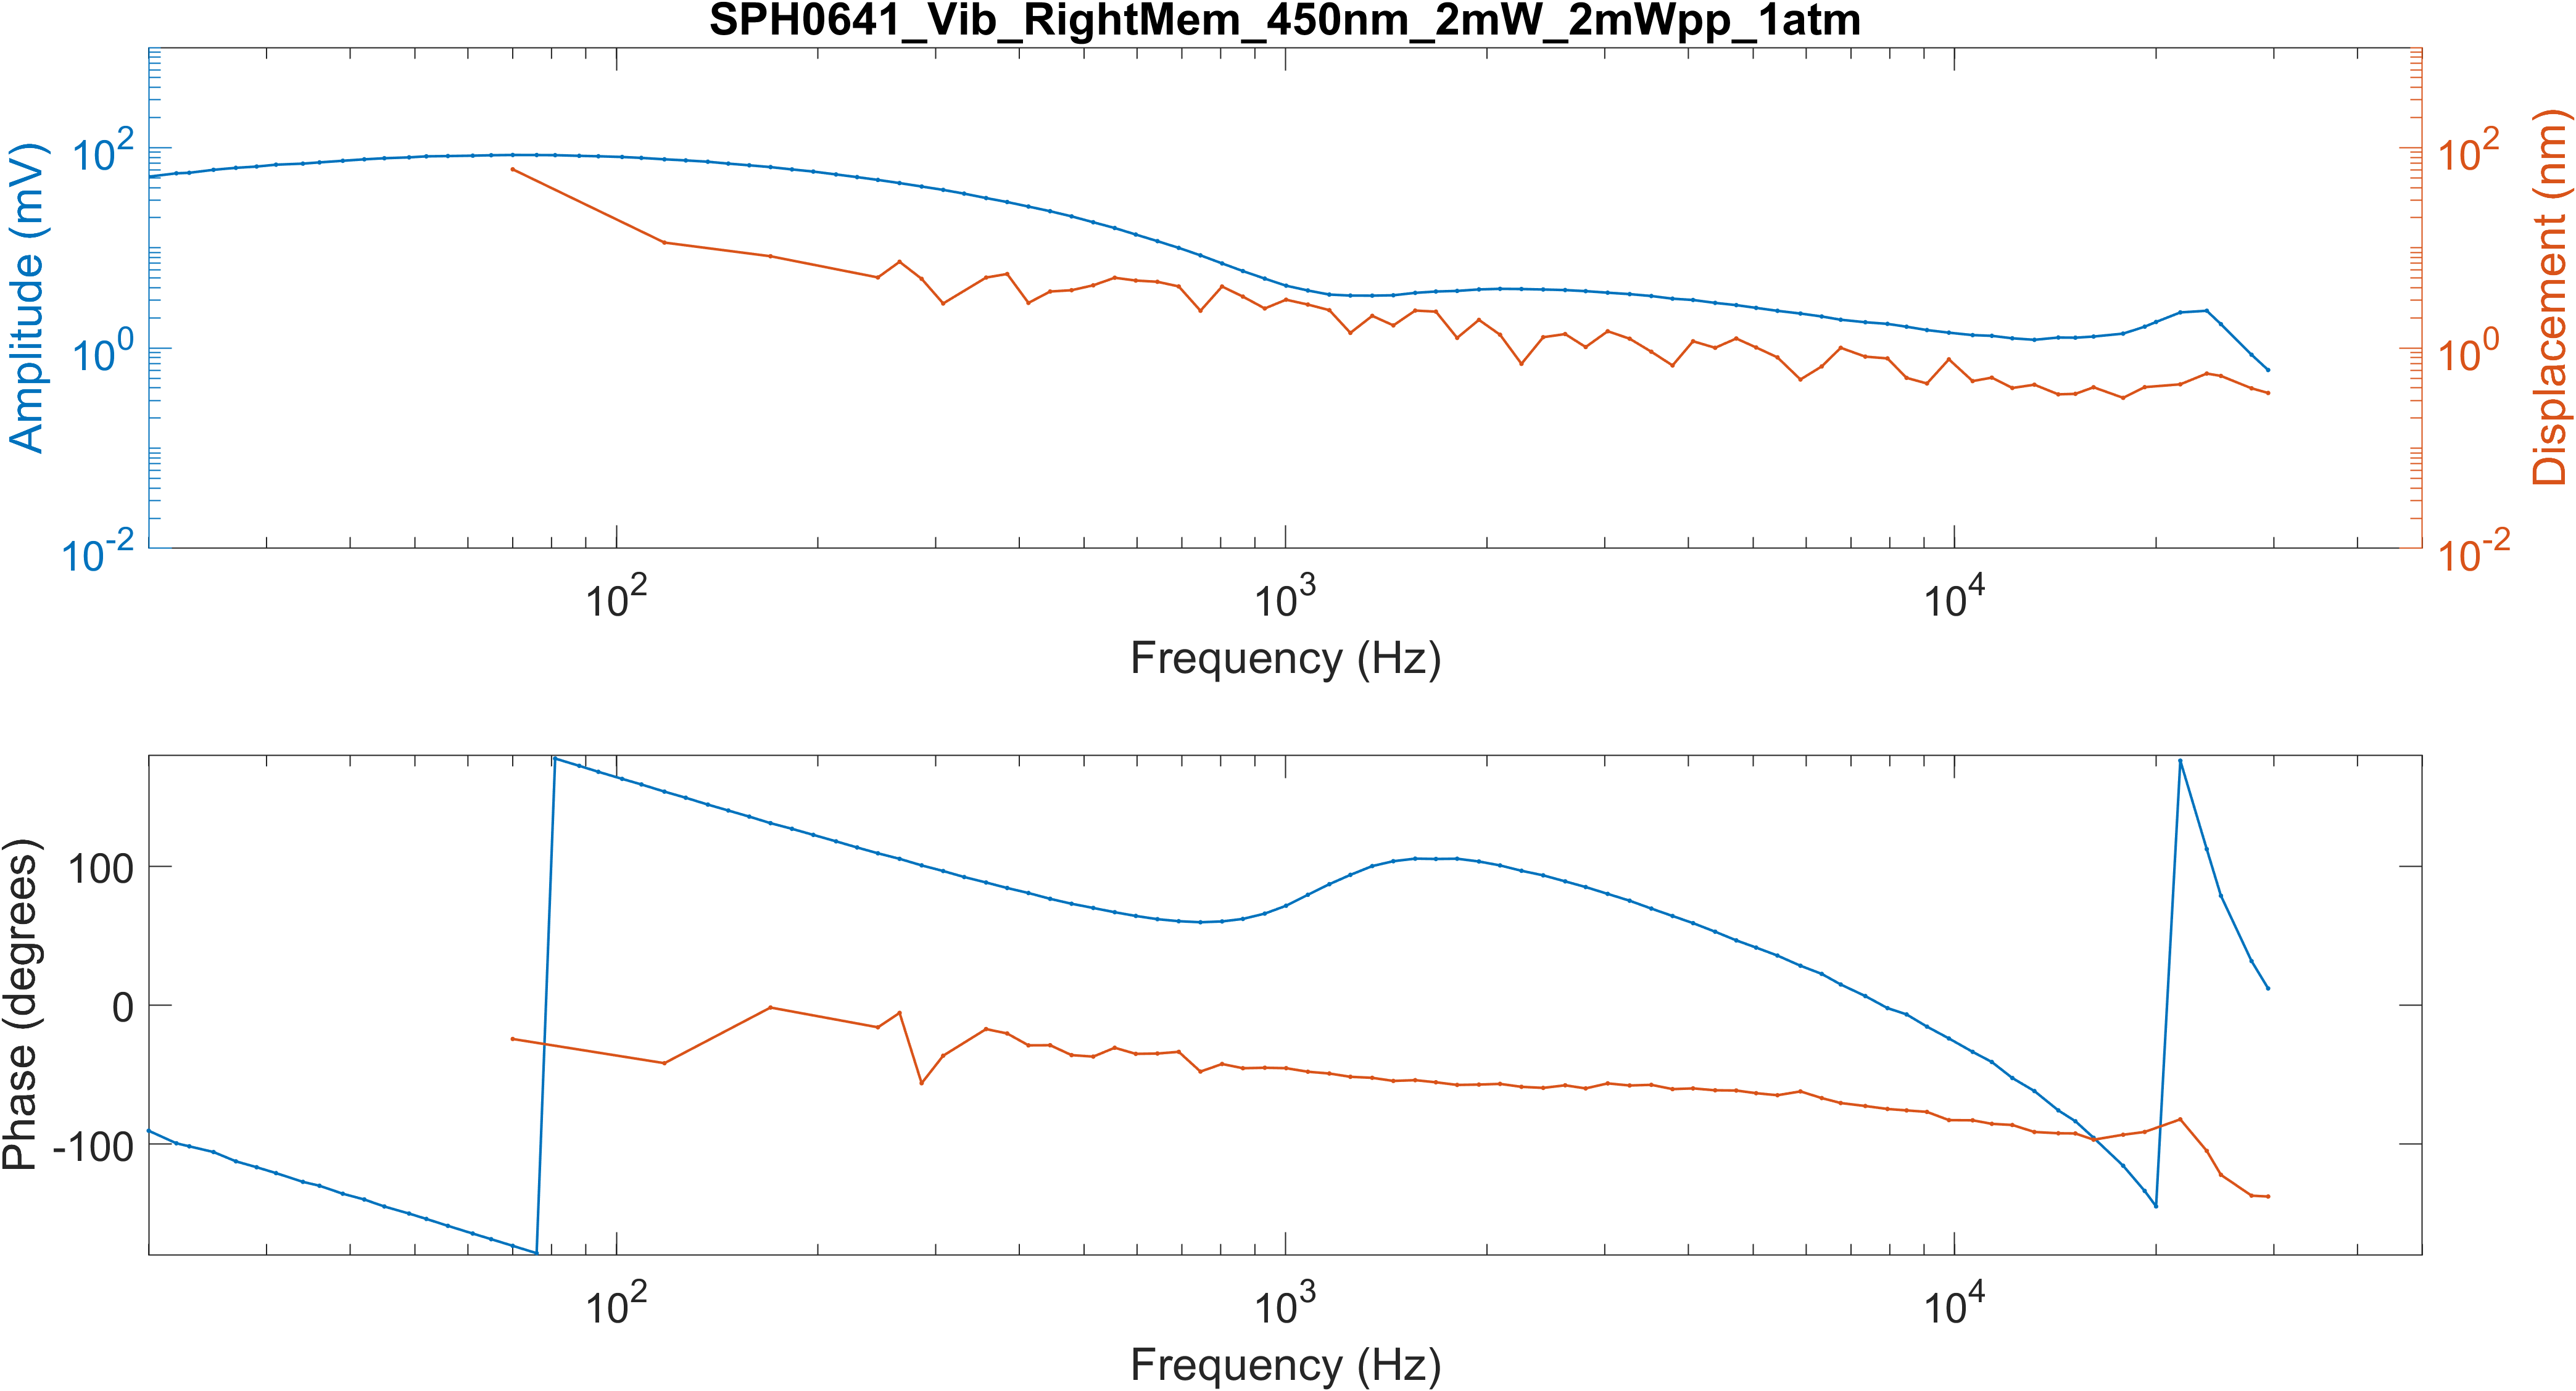 SPH0641_Vib_RightMem_450nm_2mW_2mWpp_1atm
Amplitude (mV)
10^2
10^0
10^-2
Displacement (nm)
10^2
10^0
10^-2
10^2 10^3 10^4
Frequency (Hz)
Phase (degrees)
100
0
-100
10^2 10^3 10^4
Frequency (Hz)